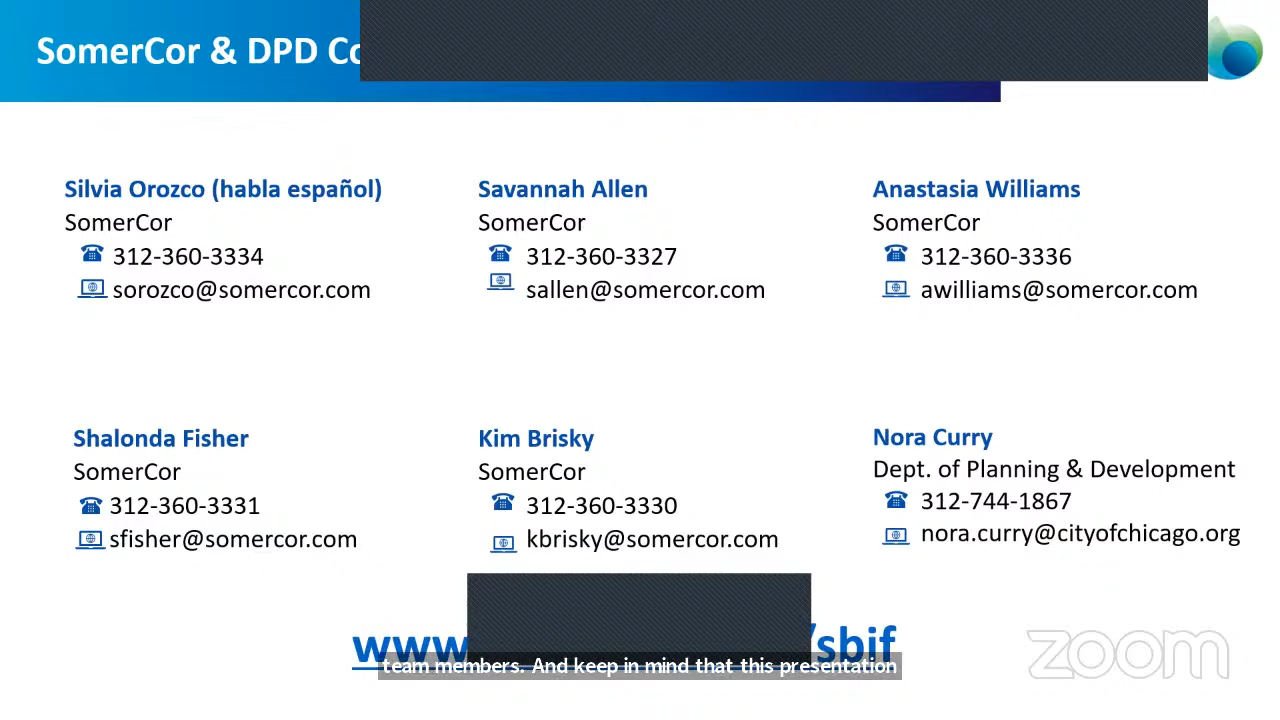 SomerCor & DPD
Silvia Orozco (habla español)
SomerCor
312-360-3334
sorozco@somercor.com
Savannah Allen
SomerCor
312-360-3327
sallen@somercor.com
Anastasia Williams
SomerCor
312-360-3336
awilliams@somercor.com
Shalonda Fisher
SomerCor
312-360-3331
sfisher@somercor.com
Kim Brisky
SomerCor
312-360-3330
kbrisky@somercor.com
Nora Curry
Dept. of Planning & Development
312-744-1867
nora.curry@cityofchicago.org
www /sbif
team members. And keep in mind that this presentation
zoom